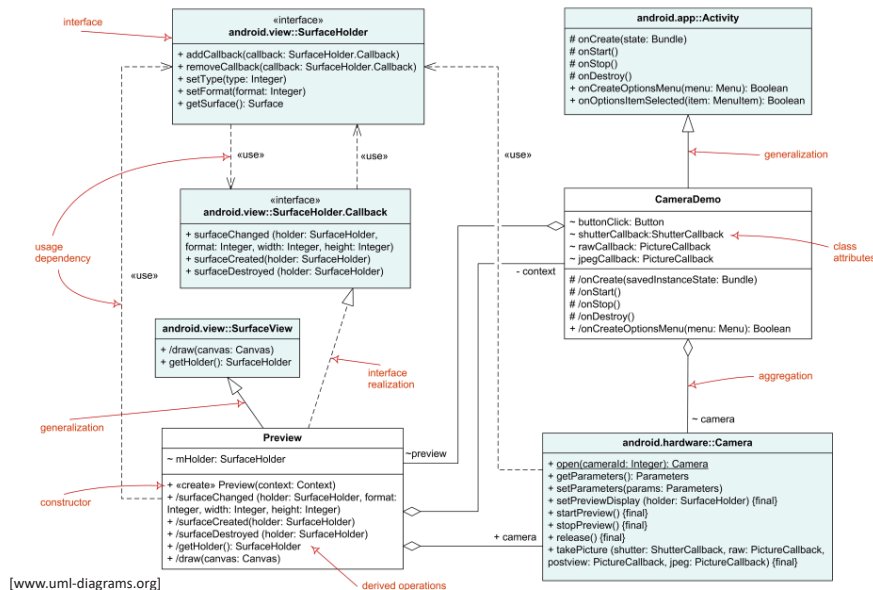 interface
«interface»
android.view::SurfaceHolder
+ addCallback(callback: SurfaceHolder.Callback)
+ removeCallback(callback: SurfaceHolder.Callback)
+ setType(type: Integer)
+ setFormat(format: Integer)
+ getSurface(): Surface
android.app::Activity
# onCreate(state: Bundle)
# onStart()
# onStop()
# onDestroy()
+ onCreateOptionsMenu(menu: Menu): Boolean
+ onOptionsItemSelected(item: MenuItem): Boolean
«use»
«use»
«use»
generalization
«interface»
android.view::SurfaceHolder.Callback
+ surfaceChanged (holder: SurfaceHolder,
format: Integer, width: Integer, height: Integer)
+ surfaceCreated(holder: SurfaceHolder)
+ surfaceDestroyed (holder: SurfaceHolder)
usage
dependency
«use»
CameraDemo
~ buttonClick: Button
~ shutterCallback:ShutterCallback
~ rawCallback: PictureCallback
~ jpegCallback: PictureCallback
# /onCreate(savedInstanceState: Bundle)
# /onStart()
# /onStop()
# /onDestroy()
+ /onCreateOptionsMenu(menu: Menu): Boolean
class
attributes
- context
android.view::SurfaceView
+ /draw(canvas: Canvas)
+ getHolder(): SurfaceHolder
interface
realization
aggregation
generalization
~ camera
Preview
~ mHolder: SurfaceHolder
+ «create» Preview(context: Context)
+ /surfaceChanged (holder: SurfaceHolder, format:
Integer, width: Integer, height: Integer)
+ /surfaceCreated(holder: SurfaceHolder)
+ /surfaceDestroyed (holder: SurfaceHolder)
+ /getHolder(): SurfaceHolder
+ /draw(canvas: Canvas)
~preview
constructor
+ camera
android.hardware::Camera
+ open(cameraId: Integer): Camera
+ getParameters(): Parameters
+ setParameters(params: Parameters)
+ setPreviewDisplay (holder: SurfaceHolder) {final}
+ startPreview() {final}
+ stopPreview() {final}
+ release() {final}
+ takePicture (shutter: ShutterCallback, raw: PictureCallback,
postview: PictureCallback, jpeg: PictureCallback) {final}
derived operations
[www.uml-diagrams.org]